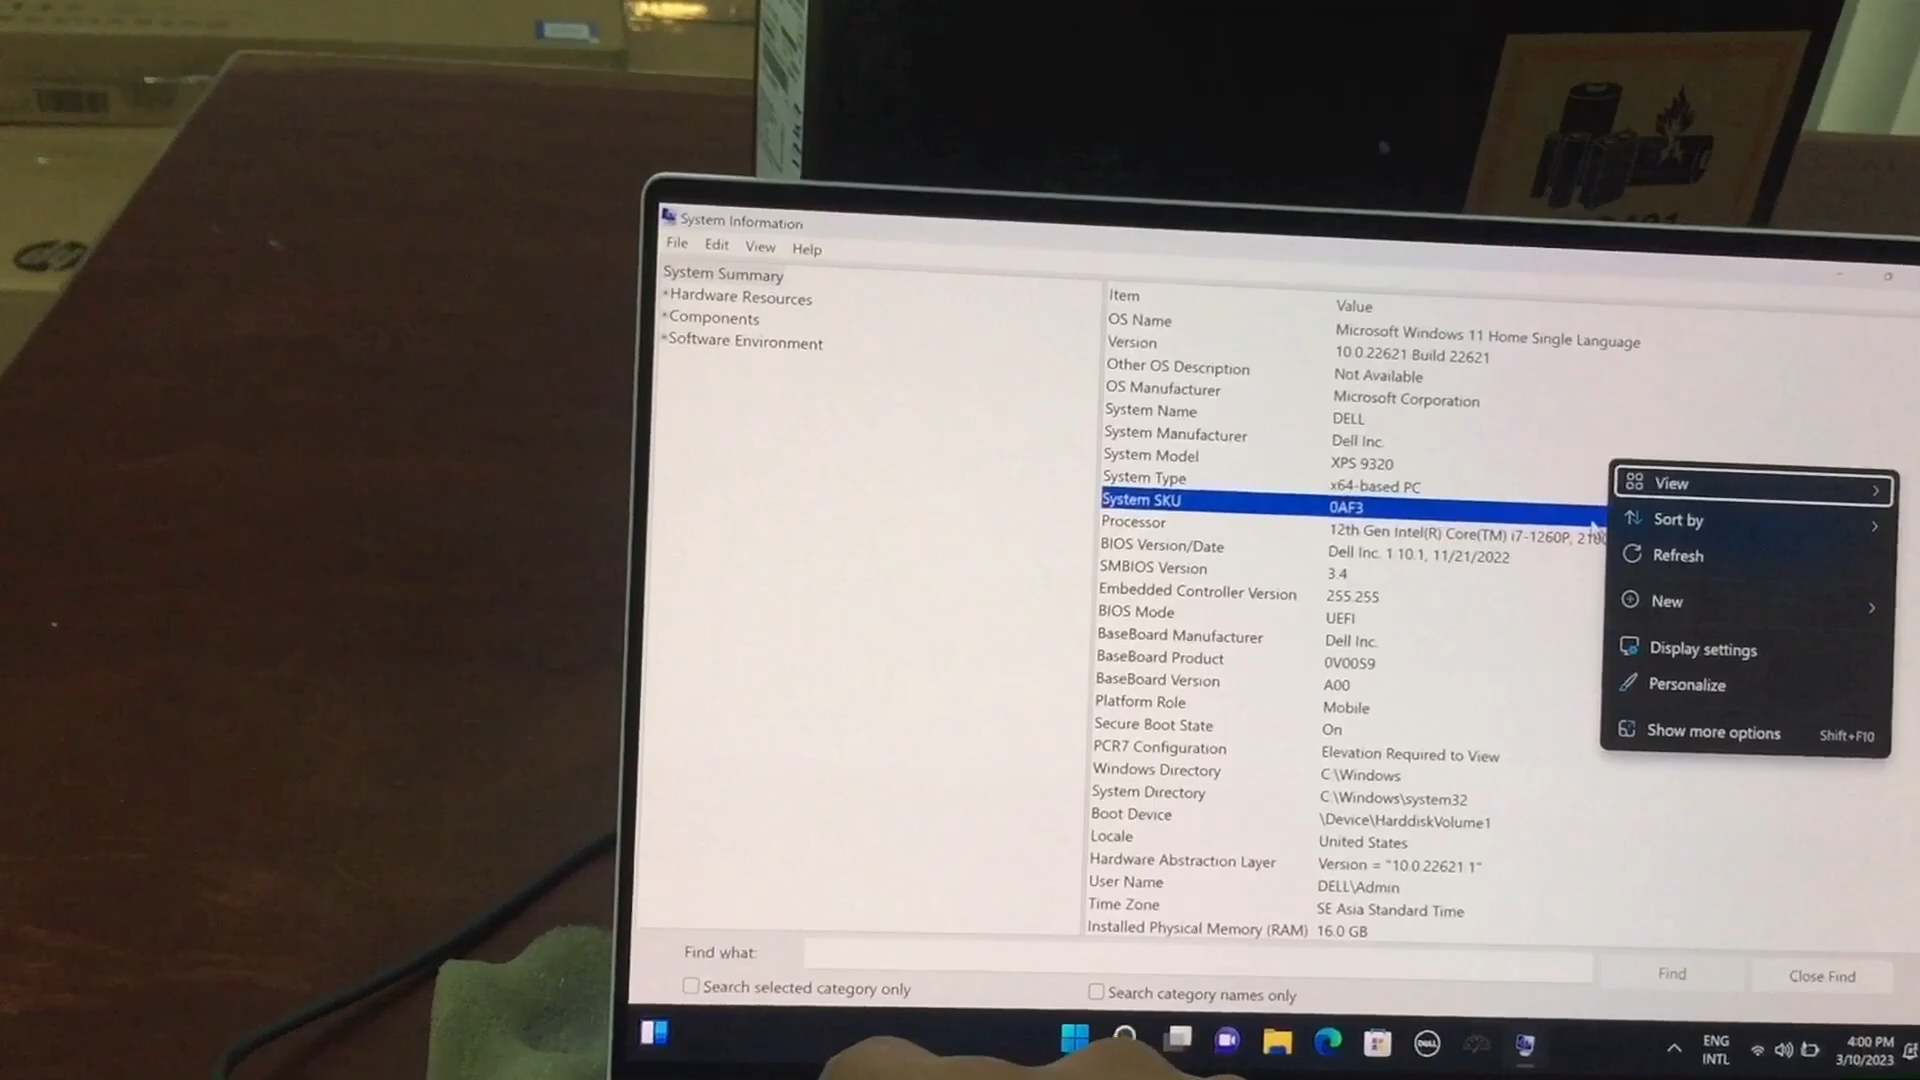 System Information
File Edit View Help
System Summary
Hardware Resources
Components
Software Environment
Item Value
OS Name Microsoft Windows 11 Home Single Language
Version 10.0.22621 Build 22621
Other OS Description Not Available
OS Manufacturer Microsoft Corporation
System Name DELL
System Manufacturer Dell Inc.
System Model XPS 9320
System Type x64-based PC
System SKU 0AF3
Processor 12th Gen Intel(R) Core(TM) i7-1260P,
BIOS Version/Date Dell Inc. 1.10.1, 11/21/2022
SMBIOS Version 3.4
Embedded Controller Version 255.255
BIOS Mode UEFI
BaseBoard Manufacturer Dell Inc.
BaseBoard Product 0V0059
BaseBoard Version A00
Platform Role Mobile
Secure Boot State On
PCR7 Configuration Elevation Required to View
Windows Directory C:\Windows
System Directory C:\Windows\system32
Boot Device \Device\HarddiskVolume1
Locale United States
Hardware Abstraction Layer Version = "10.0.22621.1"
User Name DELL\Admin
Time Zone SE Asia Standard Time
Installed Physical Memory (RAM) 16.0 GB
View
Sort by
Refresh
New
Display settings
Personalize
Show more options Shift+F10
Find what: Find Close Find
Search selected category only Search category names only
DELL
ENG
INTL
4:00 PM
3/10/2023